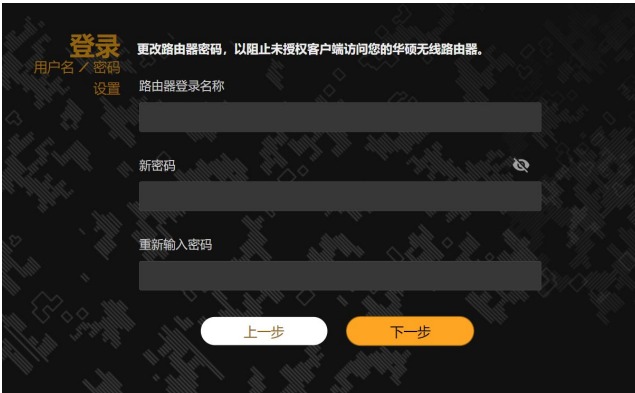 登录
用户名 / 密码
设置
更改路由器密码，以阻止未授权客户端访问您的华硕无线路由器。
路由器登录名称
新密码
重新输入密码
上一步
下一步